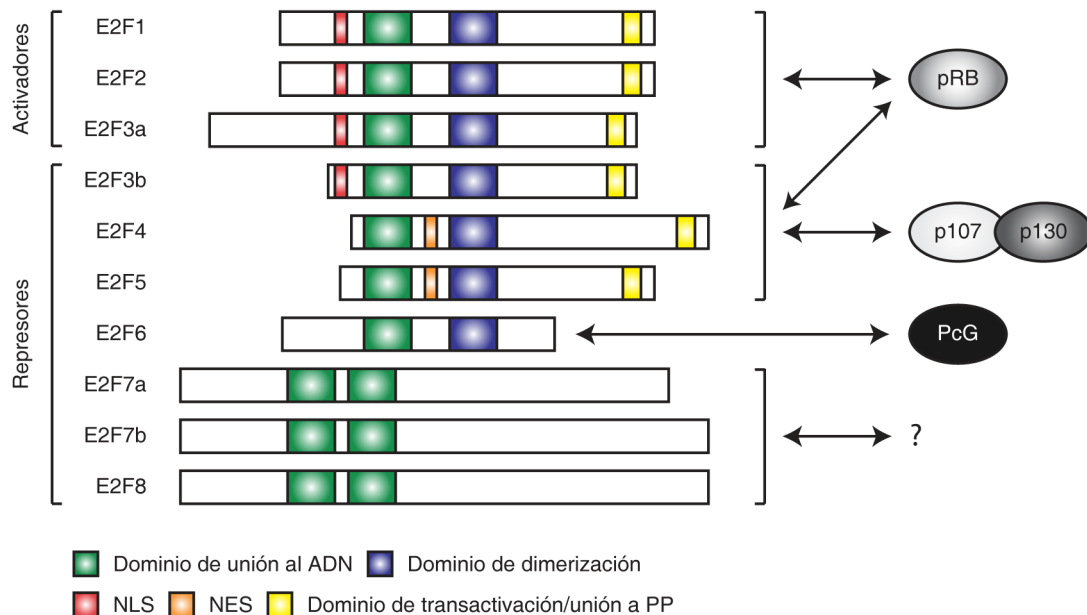 Activadores
E2F1
E2F2
E2F3a
pRB
Represores
E2F3b
E2F4
E2F5
E2F6
E2F7a
E2F7b
E2F8
p107
p130
PcG
?
Dominio de unión al ADN
Dominio de dimerización
NLS
NES
Dominio de transactivación/unión a PP